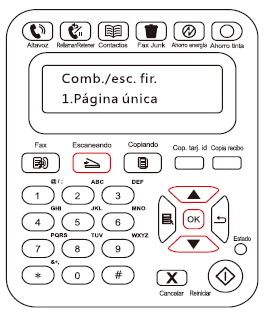 Altavoz Rellamar/Retener Contactos Fax Junk Ahorro energía Ahorro tinta
Comb./esc. fir.
1.Página única
Fax Escaneando Copiando Cop. tarj. id Copia recibo
@/: ABC DEF
1 2 3
GHI JKL MNO
4 5 6 OK
PQRS TUV WXYZ
7 8 9 Estado
&+,
* 0 #
X
Cancelar Reiniciar